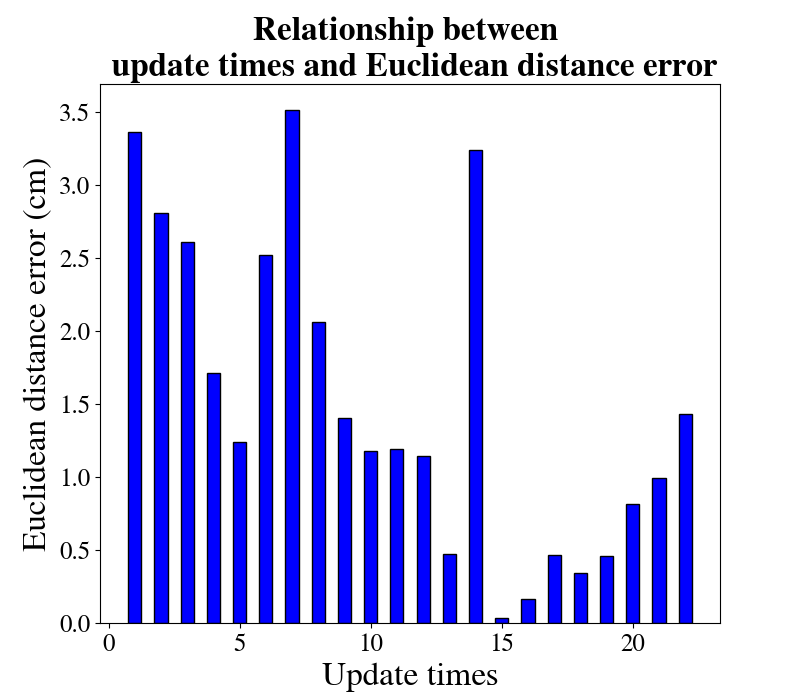 Relationship between
update times and Euclidean distance error
Euclidean distance error (cm)
3.5
3.0
2.5
2.0
1.5
1.0
0.5
0.0
0 5 10 15 20
Update times